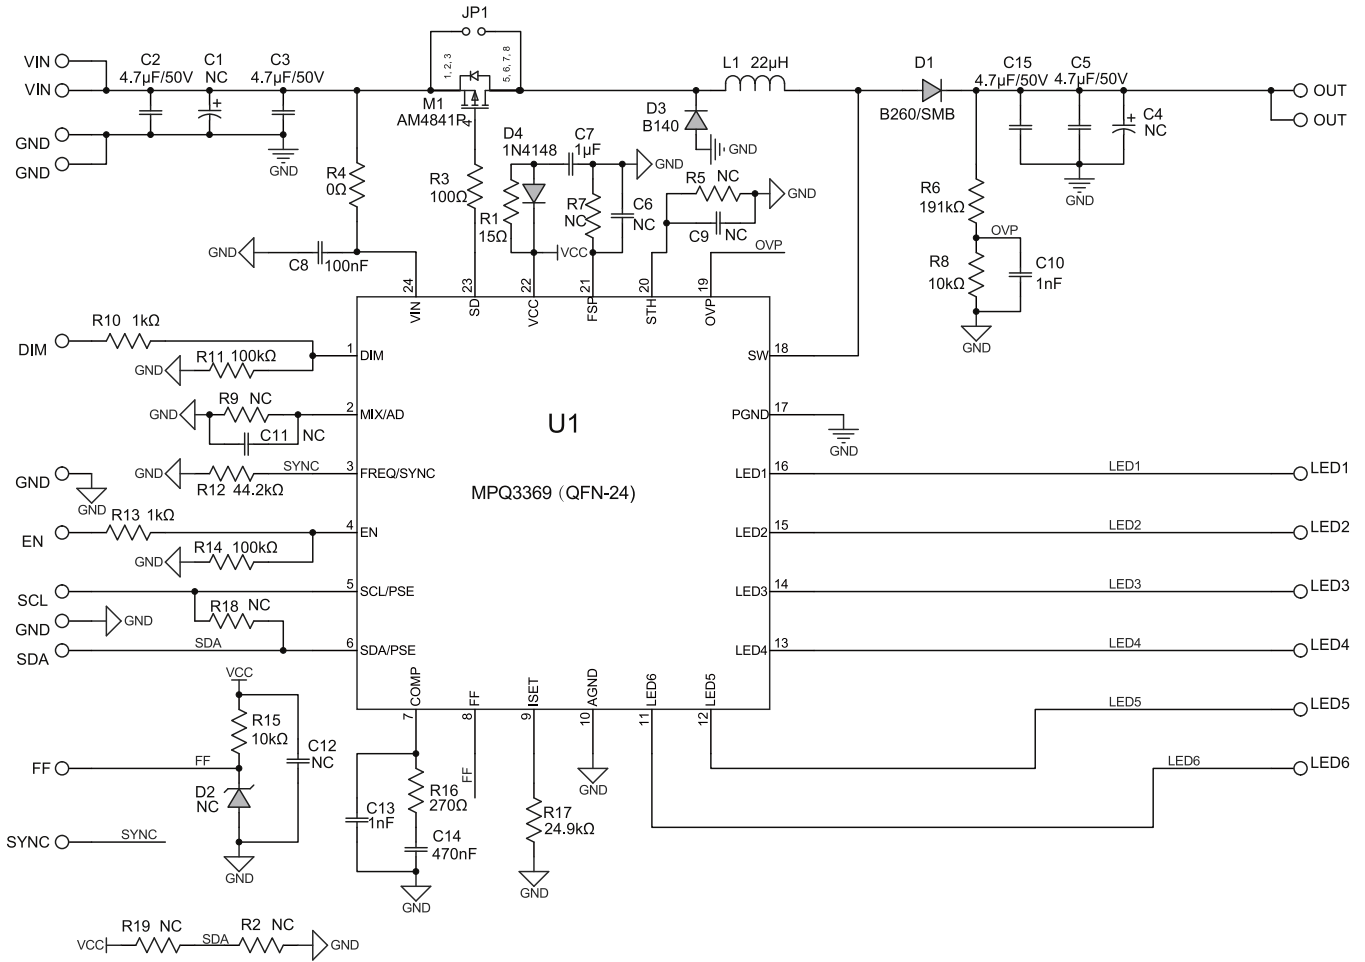 JP1
VIN
VIN
GND
GND
C2
4.7µF/50V
C1
NC
C3
4.7µF/50V
GND
1, 2, 3
5, 6, 7, 8
M1
AM4841P
4
L1 22µH
D1
B260/SMB
C15
4.7µF/50V
C5
4.7µF/50V
C4
NC
GND
OUT
OUT
D3
B140
GND
R4
0Ω
R3
100Ω
D4
1N4148
C7
1µF
GND
R1
15Ω
R7
NC
C6
NC
VCC
R5 NC
GND
C9 NC
OVP
R6
191kΩ
OVP
R8
10kΩ
C10
1nF
GND
GND
C8 100nF
24
VIN
23
SD
22
VCC
21
FSP
20
STH
19
OVP
DIM
R10 1kΩ
GND
R11 100kΩ
1 DIM
GND
R9 NC
C11 NC
2 MIX/AD
GND
SYNC
R12 44.2kΩ
3 FREQ/SYNC
GND
GND
EN
R13 1kΩ
GND
R14 100kΩ
4 EN
SCL
5 SCL/PSE
R18 NC
GND
GND
SDA
SDA
6 SDA/PSE
U1
MPQ3369 (QFN-24)
SW 18
PGND 17
GND
LED1 16
LED1
LED1
LED2 15
LED2
LED2
LED3 14
LED3
LED3
LED4 13
LED4
LED4
COMP
7
FF
8
ISET
9
AGND
10
LED6
11
LED5
12
LED5
LED5
LED6
LED6
VCC
R15
10kΩ
C12
NC
FF
FF
D2
NC
GND
SYNC
SYNC
C13
1nF
R16
270Ω
C14
470nF
GND
FF
R17
24.9kΩ
GND
GND
VCC
R19 NC
SDA
R2 NC
GND